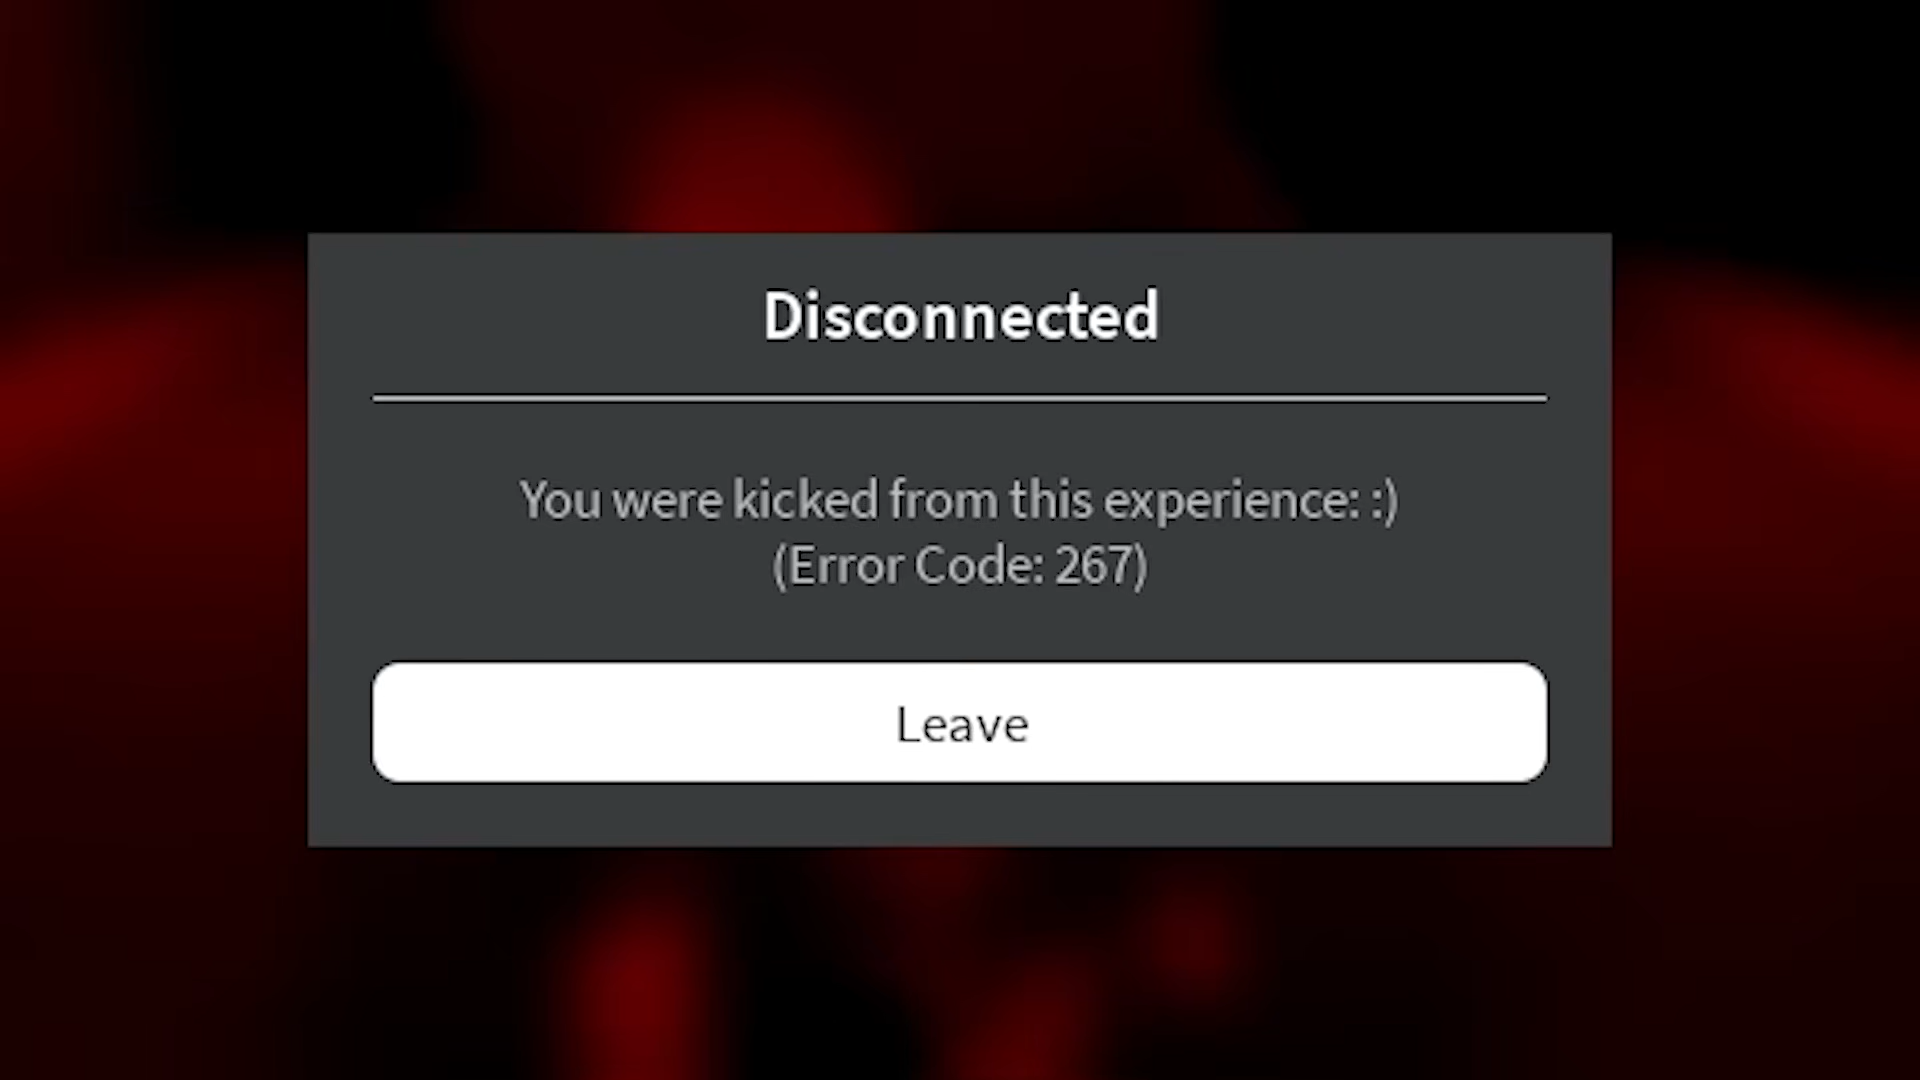 Disconnected
You were kicked from this experience: :)
(Error Code: 267)
Leave